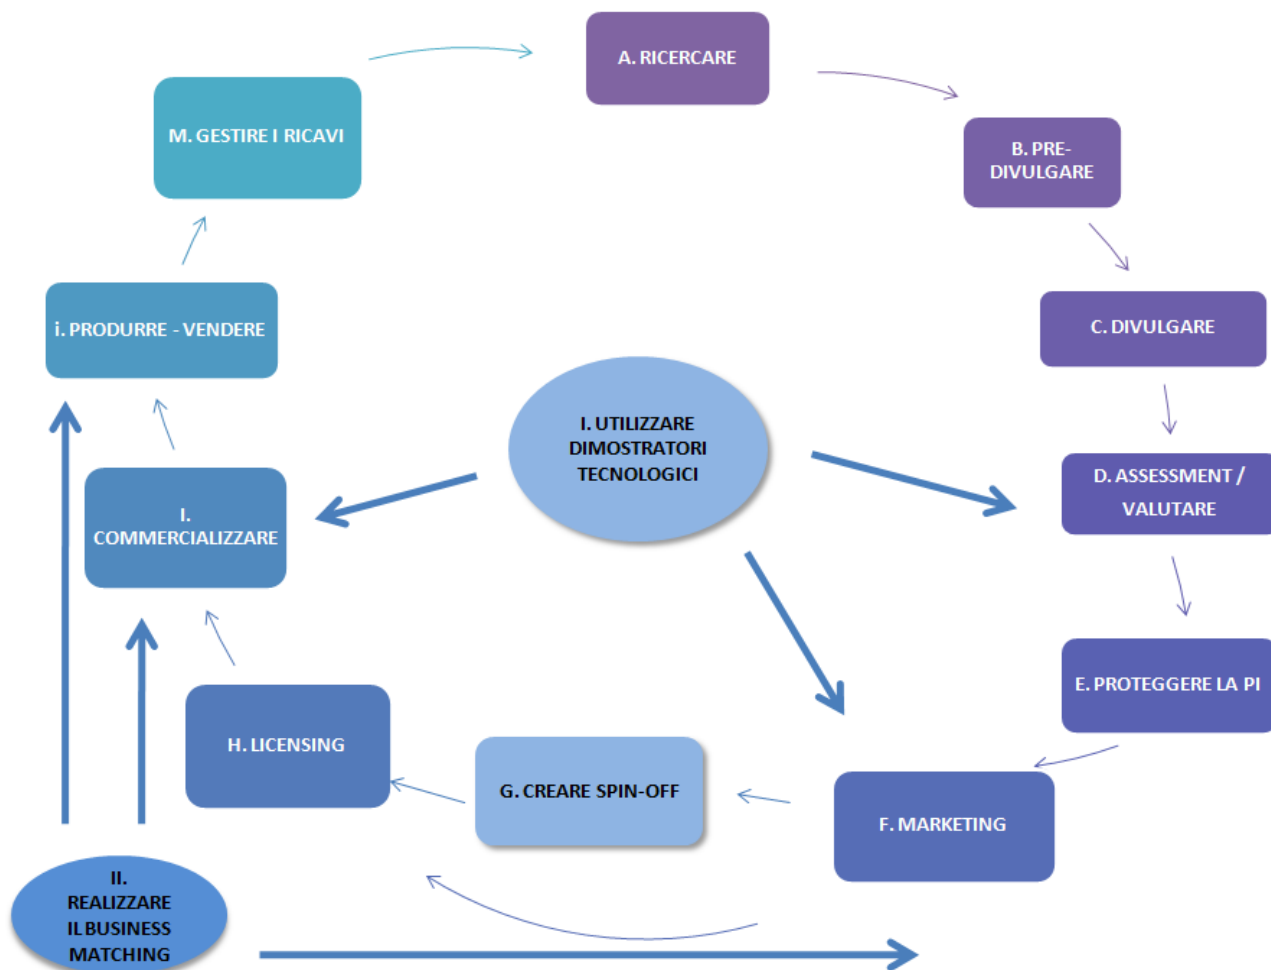 A. RICERCARE
M. GESTIRE I RICAVI
B. PRE-
DIVULGARE
i. PRODURRE - VENDERE
C. DIVULGARE
I. UTILIZZARE
DIMOSTRATORI
TECNOLOGICI
D. ASSESSMENT /
VALUTARE
I.
COMMERCIALIZZARE
E. PROTEGGERE LA PI
H. LICENSING
G. CREARE SPIN-OFF
F. MARKETING
II.
REALIZZARE
IL BUSINESS
MATCHING